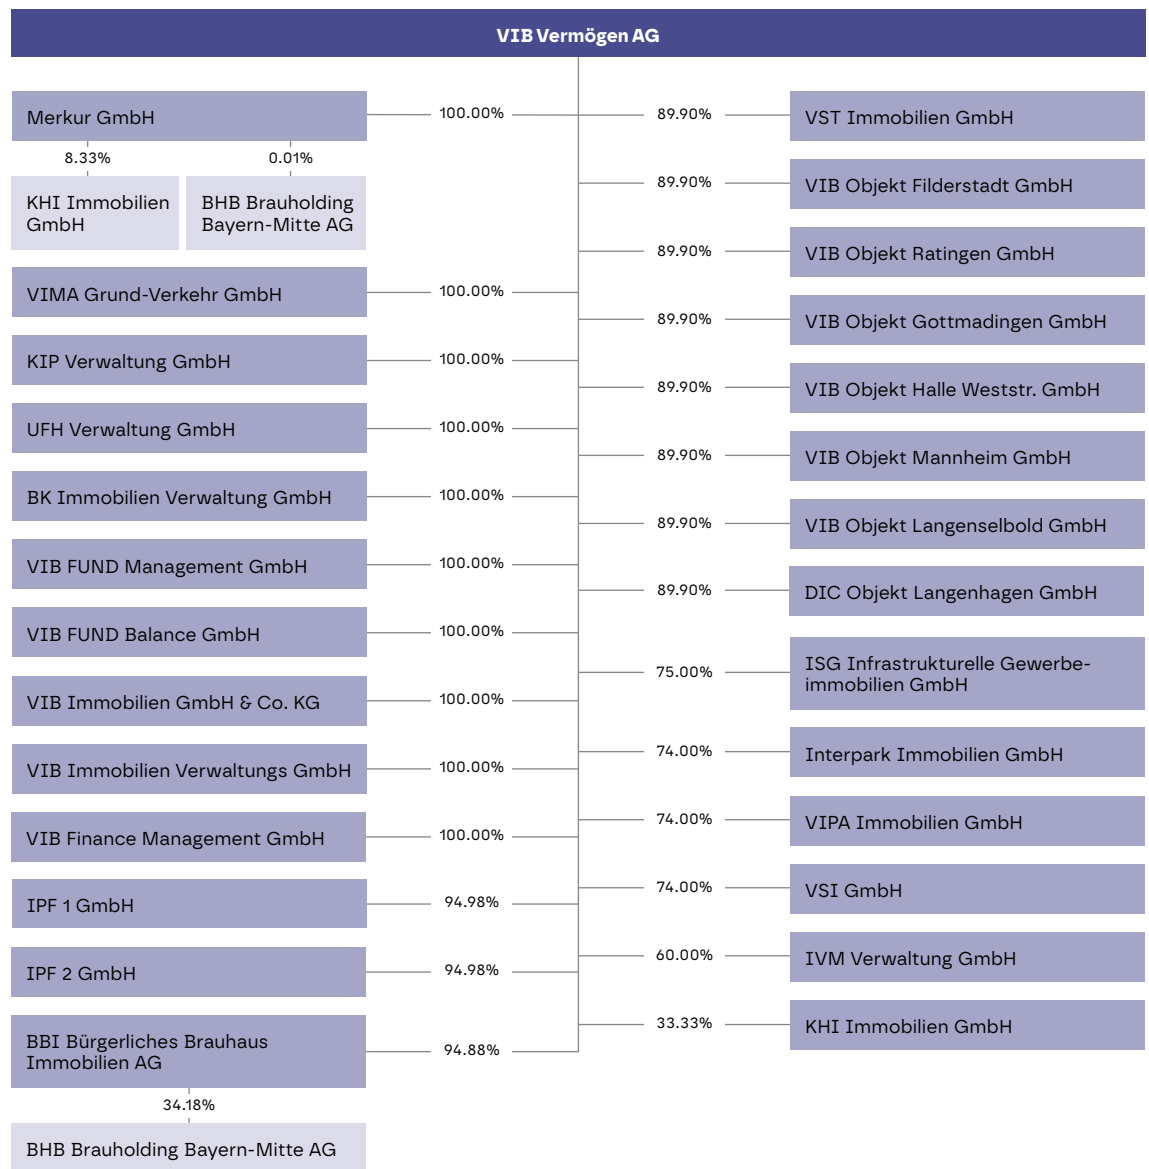 VIB Vermögen AG
Merkur GmbH
100.00%
8.33%
0.01%
KHI Immobilien
GmbH
BHB Brauholding
Bayern-Mitte AG
VIMA Grund-Verkehr GmbH
100.00%
KIP Verwaltung GmbH
100.00%
UFH Verwaltung GmbH
100.00%
BK Immobilien Verwaltung GmbH
100.00%
VIB FUND Management GmbH
100.00%
VIB FUND Balance GmbH
100.00%
VIB Immobilien GmbH & Co. KG
100.00%
VIB Immobilien Verwaltungs GmbH
100.00%
VIB Finance Management GmbH
100.00%
IPF 1 GmbH
94.98%
IPF 2 GmbH
94.98%
BBI Bürgerliches Brauhaus
Immobilien AG
94.88%
34.18%
BHB Brauholding Bayern-Mitte AG
89.90%
VST Immobilien GmbH
89.90%
VIB Objekt Filderstadt GmbH
89.90%
VIB Objekt Ratingen GmbH
89.90%
VIB Objekt Gottmadingen GmbH
89.90%
VIB Objekt Halle Weststr. GmbH
89.90%
VIB Objekt Mannheim GmbH
89.90%
VIB Objekt Langenselbold GmbH
89.90%
DIC Objekt Langenhagen GmbH
75.00%
ISG Infrastrukturelle Gewerbe-
immobilien GmbH
74.00%
Interpark Immobilien GmbH
74.00%
VIPA Immobilien GmbH
74.00%
VSI GmbH
60.00%
IVM Verwaltung GmbH
33.33%
KHI Immobilien GmbH